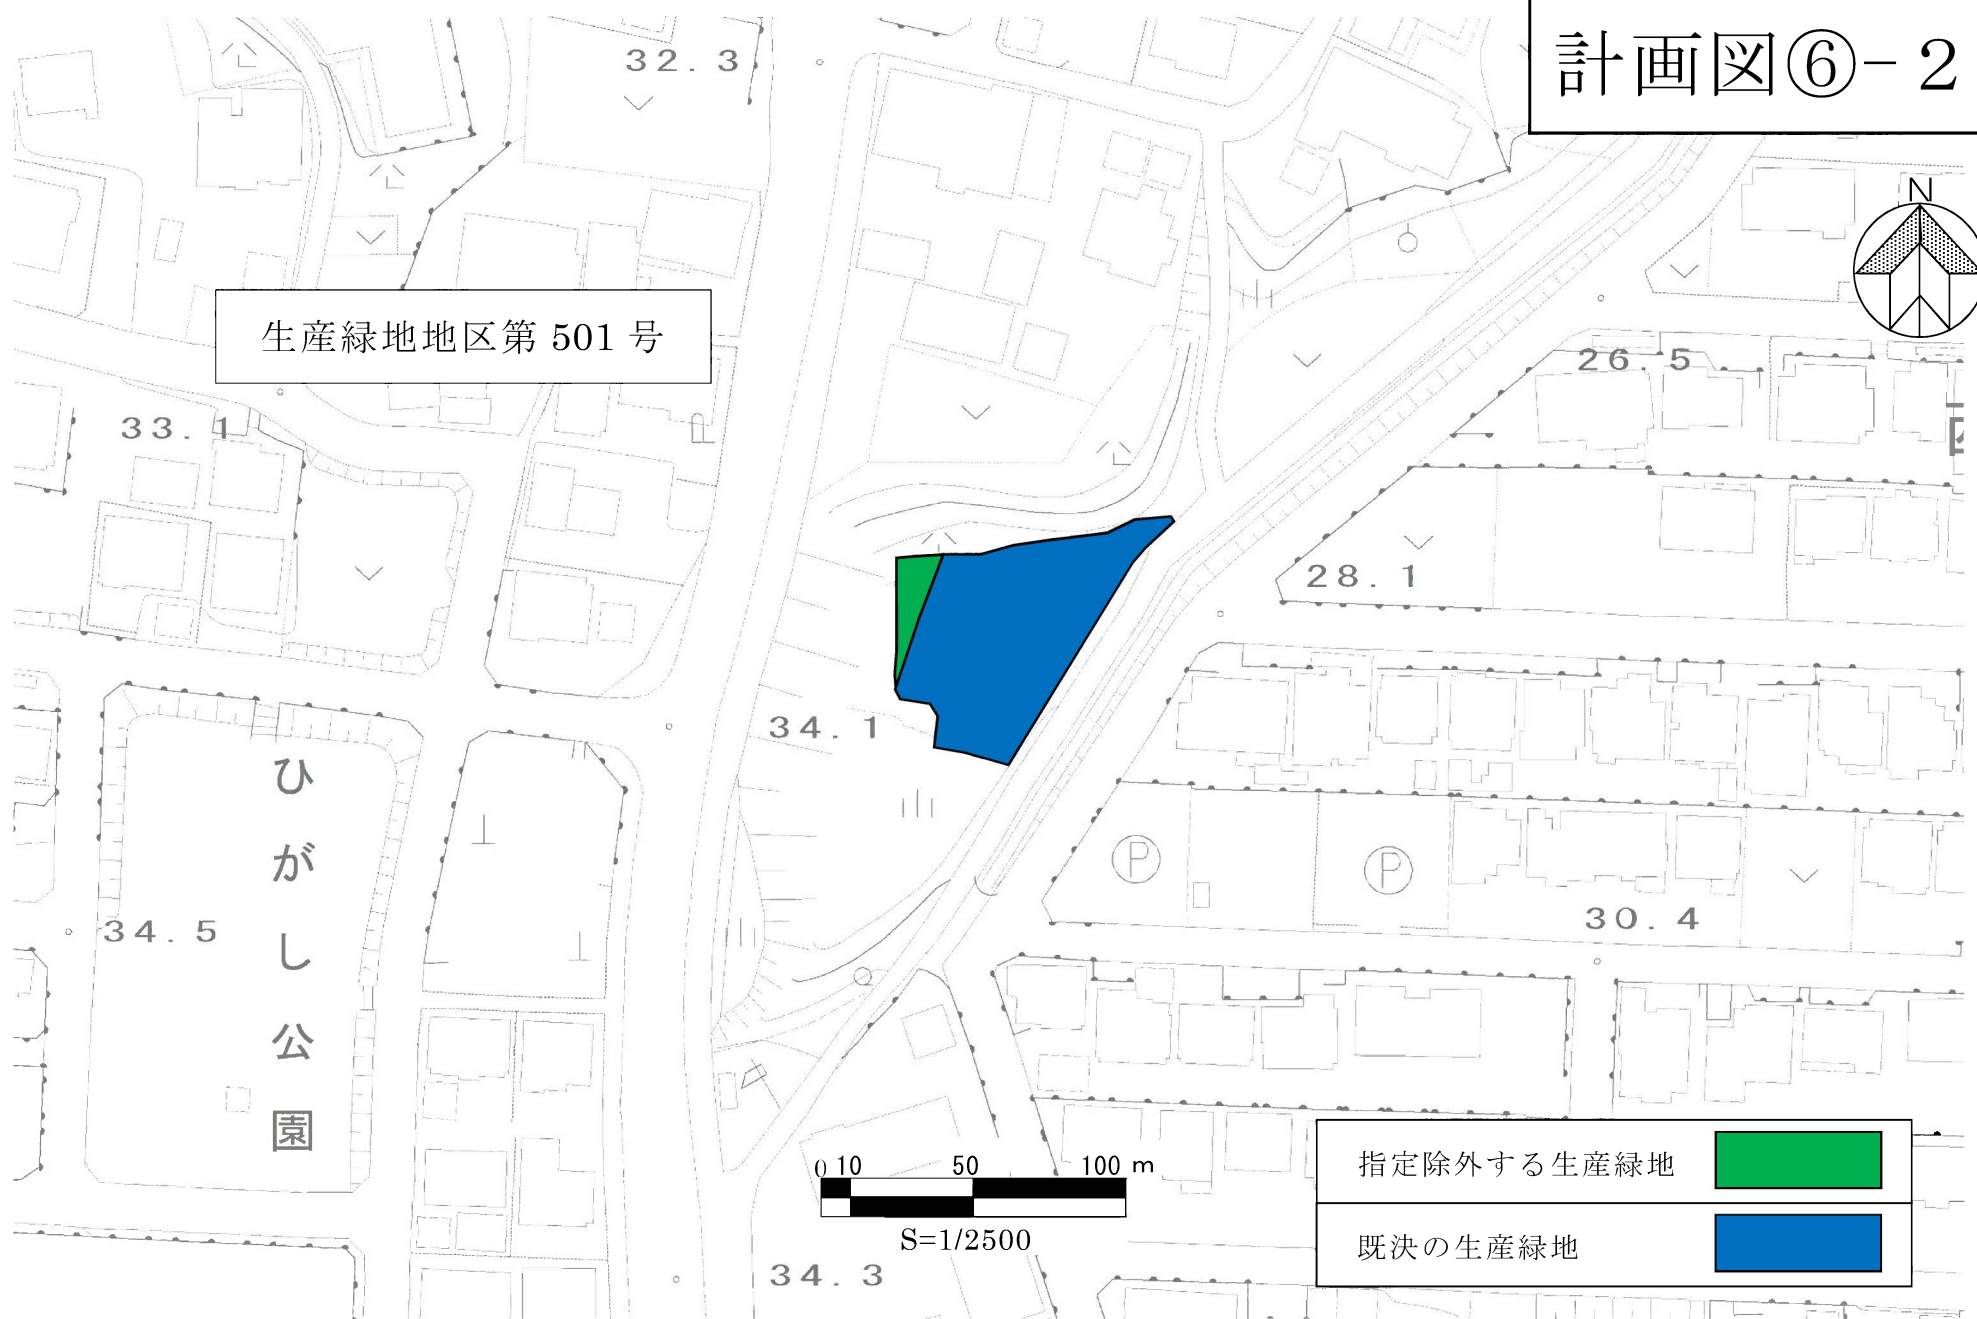 計画図⑥-2
32.3
N
生産緑地地区第 501 号
26.5
33.1
28.1
34.1
ひがし公園
P
P
34.5
30.4
0 10 50 100 m
S=1/2500
指定除外する生産緑地
既決の生産緑地
34.3